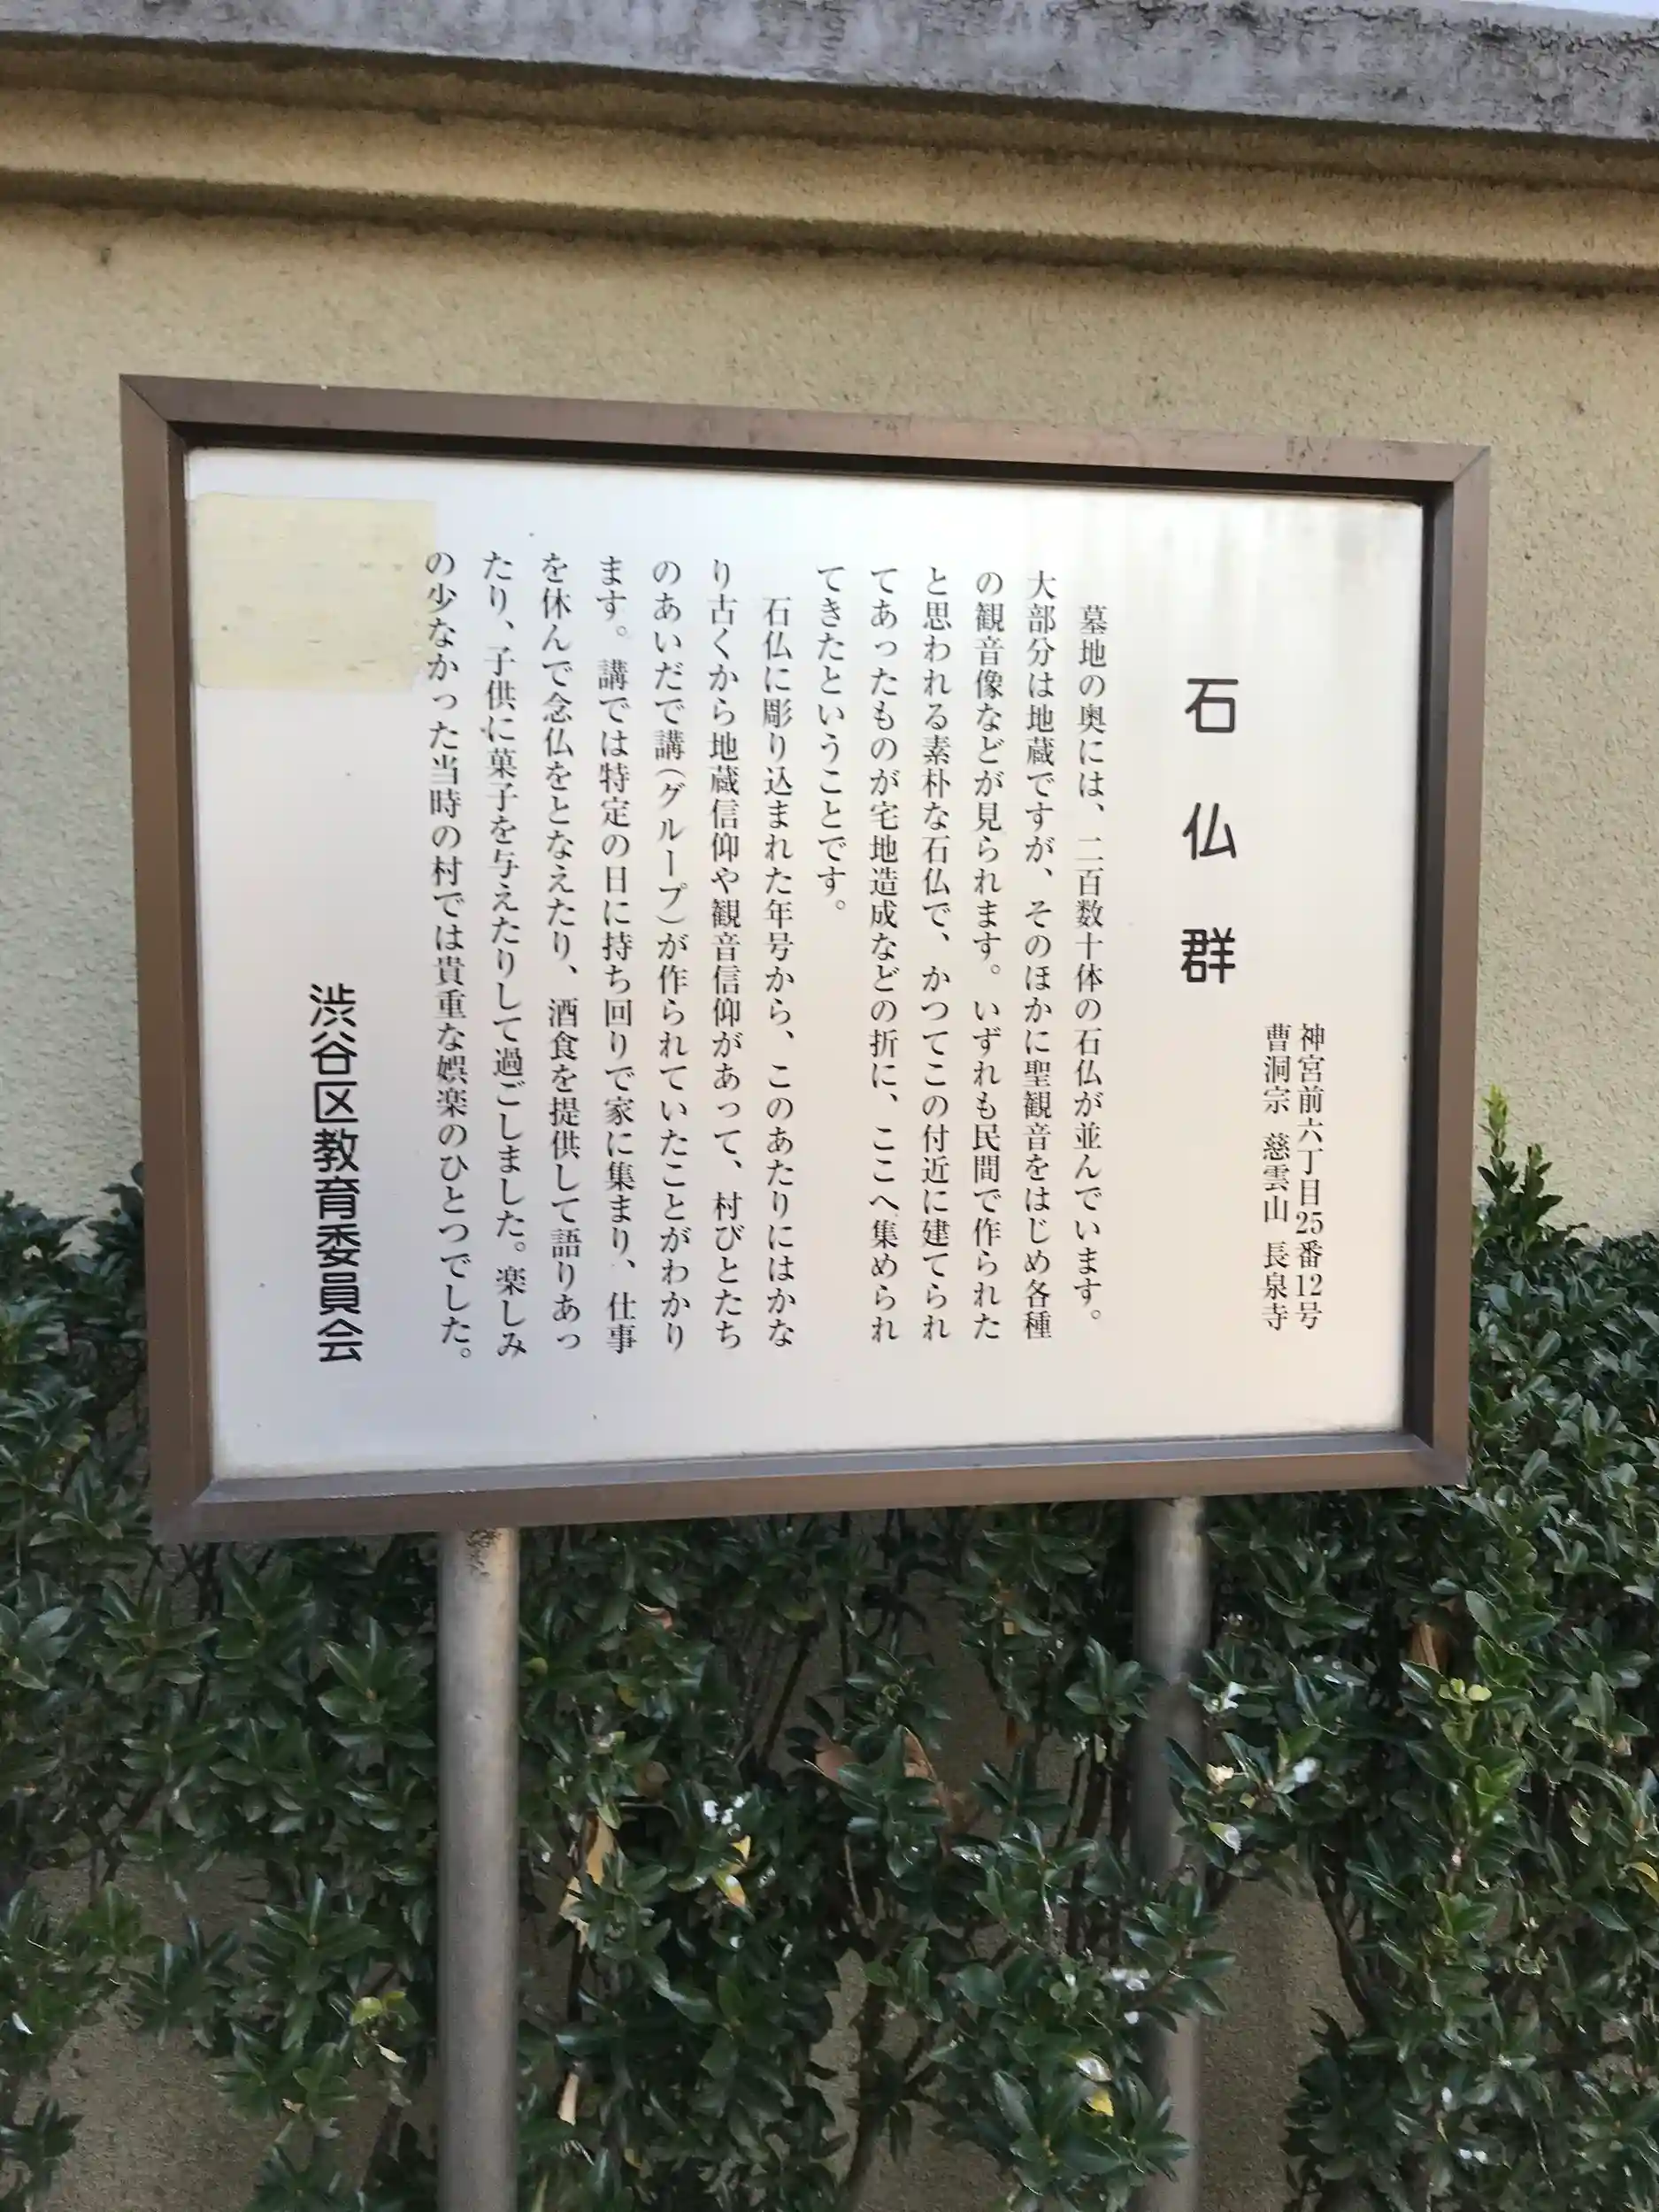 神宮前六丁目25番12号
曹洞宗 慈雲山 長泉寺
石仏群
墓地の奥には、二百数十体の石仏が並んでいます。
大部分は地蔵ですが、そのほかに聖観音をはじめ各種
の観音像などが見られます。いずれも民間で作られた
と思われる素朴な石仏で、かつてこの付近に建てられ
てあったものが宅地造成などの折に、ここへ集められ
てきたということです。
石仏に彫り込まれた年号から、このあたりにはかな
り古くから地蔵信仰や観音信仰があって、村びとたち
のあいだで講(グループ)が作られていたことがわかり
ます。講では特定の日に持ち回りで家に集まり、仕事
を休んで念仏をとなえたり、酒食を提供して語りあっ
たり、子供に菓子を与えたりして過ごしました。楽しみ
の少なかった当時の村では貴重な娯楽のひとつでした。
渋谷区教育委員会